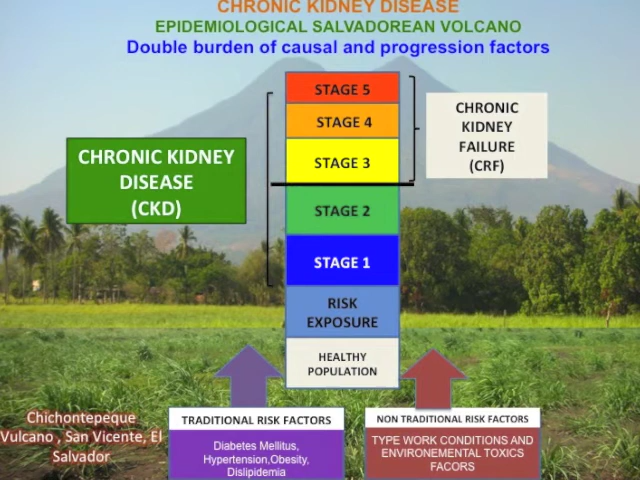 CHRONIC KIDNEY DISEASE
EPIDEMIOLOGICAL SALVADOREAN VOLCANO
Double burden of causal and progression factors
STAGE 5
STAGE 4
STAGE 3
STAGE 2
STAGE 1
RISK
EXPOSURE
HEALTHY
POPULATION
CHRONIC KIDNEY
DISEASE
(CKD)
CHRONIC
KIDNEY
FAILURE
(CRF)
Chichontepeque
Vulcano , San Vicente, El
Salvador
TRADITIONAL RISK FACTORS
Diabetes Mellitus,
Hypertension,Obesity,
Dislipidemia
NON TRADITIONAL RISK FACTORS
TYPE WORK CONDITIONS AND
ENVIRONEMENTAL TOXICS
FACORS